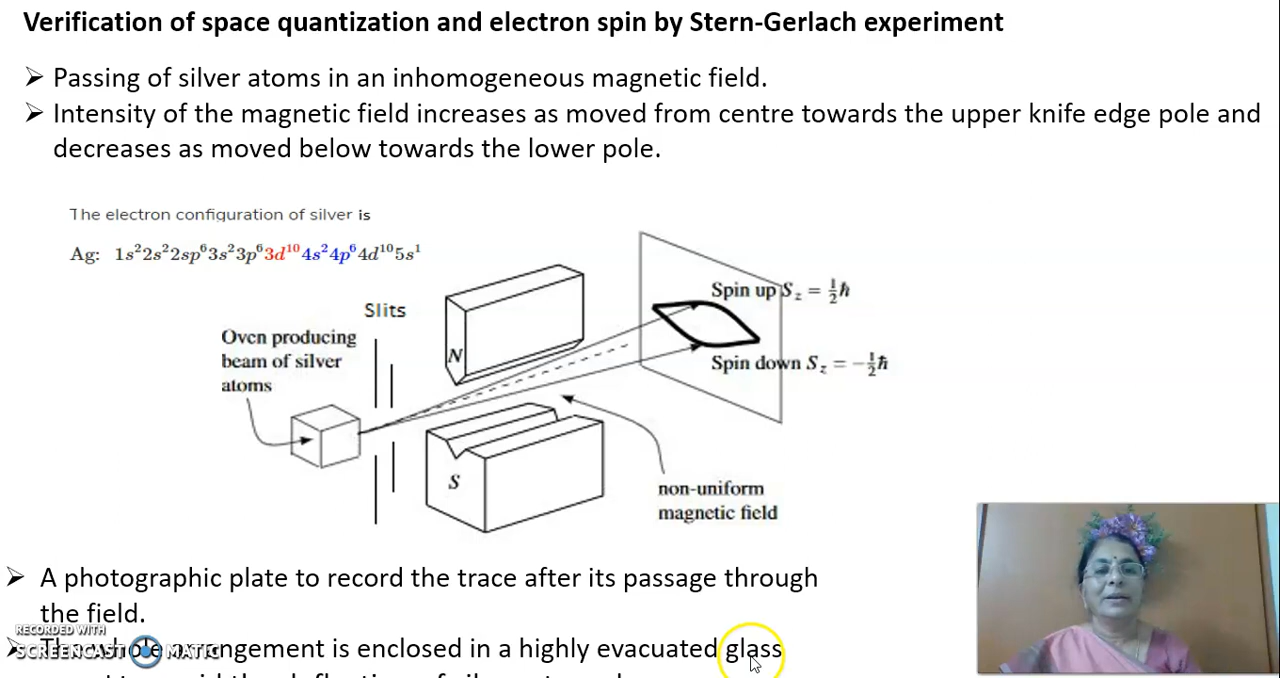 Verification of space quantization and electron spin by Stern-Gerlach experiment
➢ Passing of silver atoms in an inhomogeneous magnetic field.
➢ Intensity of the magnetic field increases as moved from centre towards the upper knife edge pole and
decreases as moved below towards the lower pole.
The electron configuration of silver is
Ag: 1s²2s²2sp⁶3s²3p⁶3d¹⁰4s²4p⁶4d¹⁰5s¹
Slits
Oven producing
beam of silver
atoms
N
S
Spin up S_z = ½ℏ
Spin down S_z = −½ℏ
non-uniform
magnetic field
➢ A photographic plate to record the trace after its passage through
the field.
RECORDED WITH
SCREENCAST MATIC
➢ The whole arrangement is enclosed in a highly evacuated glass